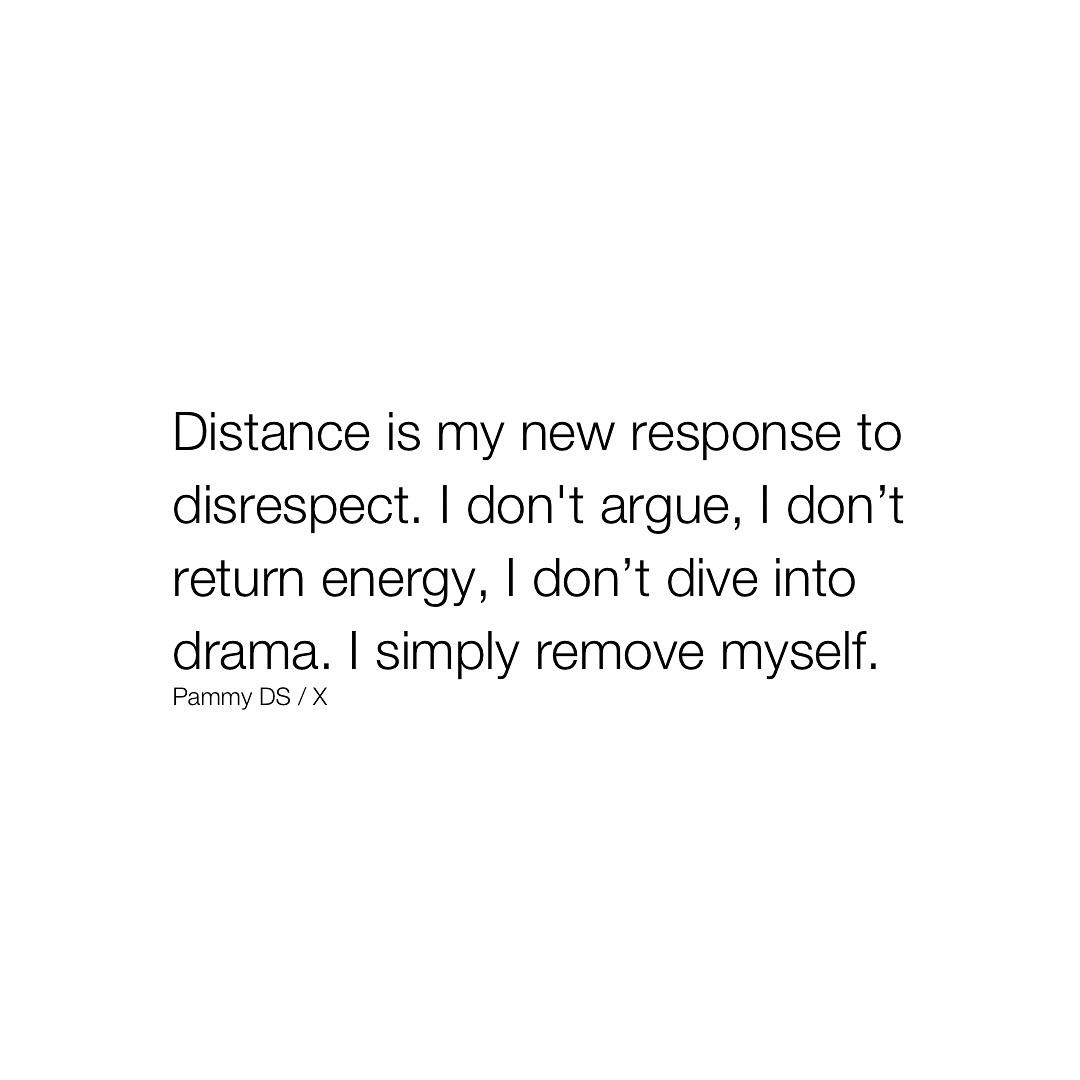 Distance is my new response to
disrespect. I don't argue, I don’t
return energy, I don’t dive into
drama. I simply remove myself.
Pammy DS / X